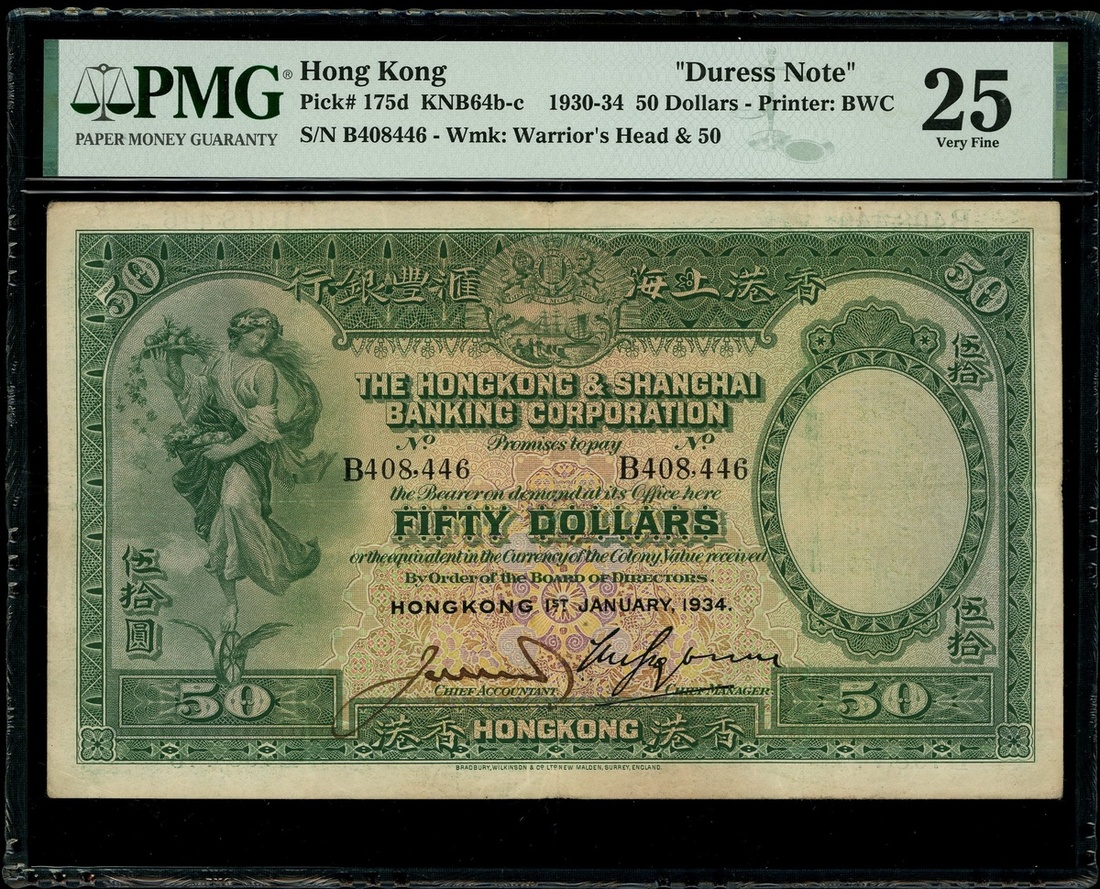 PMG®
PAPER MONEY GUARANTY
Hong Kong "Duress Note"
Pick# 175d KNB64b-c 1930-34 50 Dollars - Printer: BWC
S/N B408446 - Wmk: Warrior's Head & 50
25
Very Fine
50 50
行銀豐滙 海上港香
伍拾
THE HONGKONG & SHANGHAI
BANKING CORPORATION
No. Promises to pay No.
B408,446 B408,446
the Bearer on demand at its Office here
FIFTY DOLLARS
or the equivalent in the Currency of the Colony, Value received
By Order of the BOARD OF DIRECTORS.
HONGKONG 1ST JANUARY, 1934.
伍拾圓 伍拾
CHIEF ACCOUNTANT. CHIEF MANAGER
50 50
港香 HONGKONG 港香
BRADBURY, WILKINSON & Co. LTD NEW MALDEN, SURREY, ENGLAND.